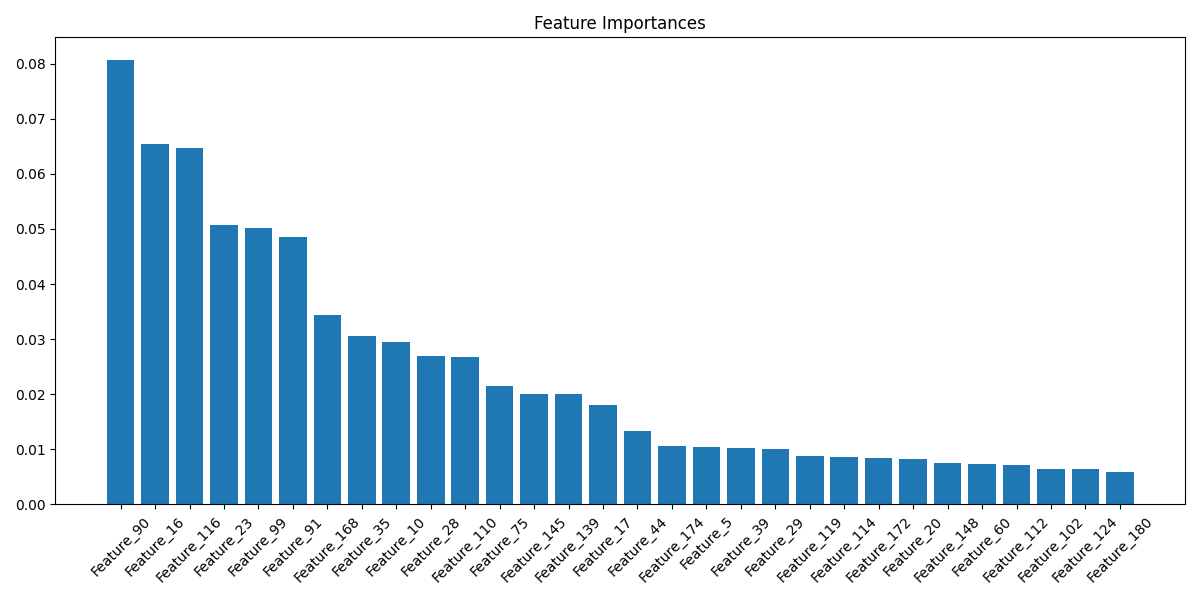 Feature Importances
0.08
0.07
0.06
0.05
0.04
0.03
0.02
0.01
0.00
Feature_90
Feature_16
Feature_116
Feature_23
Feature_99
Feature_91
Feature_168
Feature_35
Feature_10
Feature_28
Feature_110
Feature_75
Feature_145
Feature_139
Feature_17
Feature_44
Feature_174
Feature_5
Feature_39
Feature_29
Feature_119
Feature_114
Feature_172
Feature_20
Feature_148
Feature_60
Feature_112
Feature_102
Feature_124
Feature_180